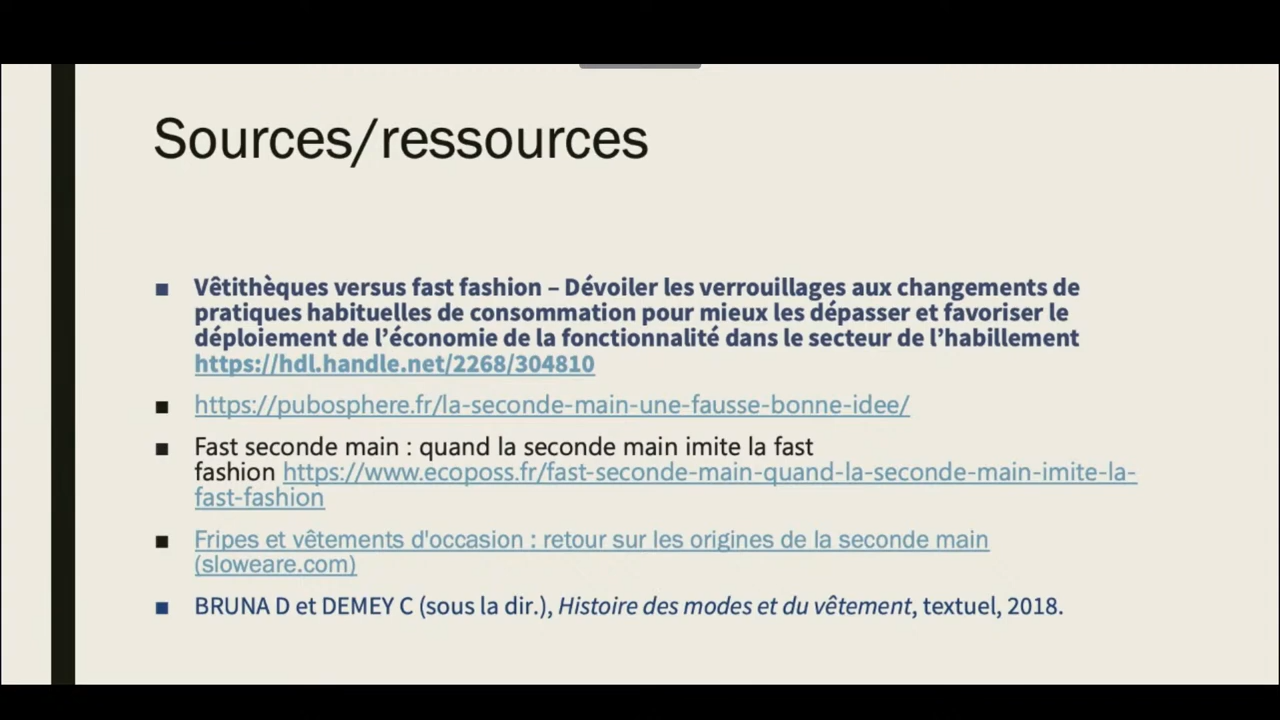 Sources/ressources
■ Vêtithèques versus fast fashion – Dévoiler les verrouillages aux changements de
pratiques habituelles de consommation pour mieux les dépasser et favoriser le
déploiement de l’économie de la fonctionnalité dans le secteur de l’habillement
https://hdl.handle.net/2268/304810
■ https://pubosphere.fr/la-seconde-main-une-fausse-bonne-idee/
■ Fast seconde main : quand la seconde main imite la fast
fashion https://www.ecoposs.fr/fast-seconde-main-quand-la-seconde-main-imite-la-
fast-fashion
■ Fripes et vêtements d'occasion : retour sur les origines de la seconde main
(sloweare.com)
■ BRUNA D et DEMEY C (sous la dir.), Histoire des modes et du vêtement, textuel, 2018.